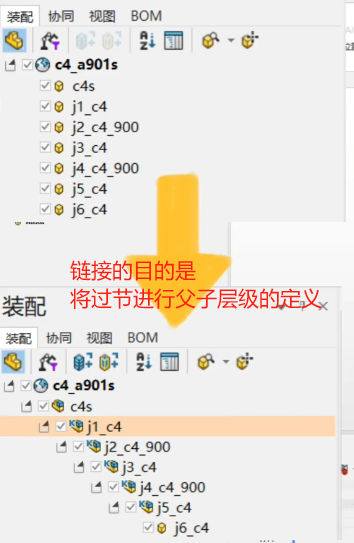 装配 协同 视图 BOM
c4_a901s
c4s
j1_c4
j2_c4_900
j3_c4
j4_c4_900
j5_c4
j6_c4
链接的目的是
将过节进行父子层级的定义
装配
装配 协同 视图 BOM
c4_a901s
c4s
j1_c4
j2_c4_900
j3_c4
j4_c4_900
j5_c4
j6_c4